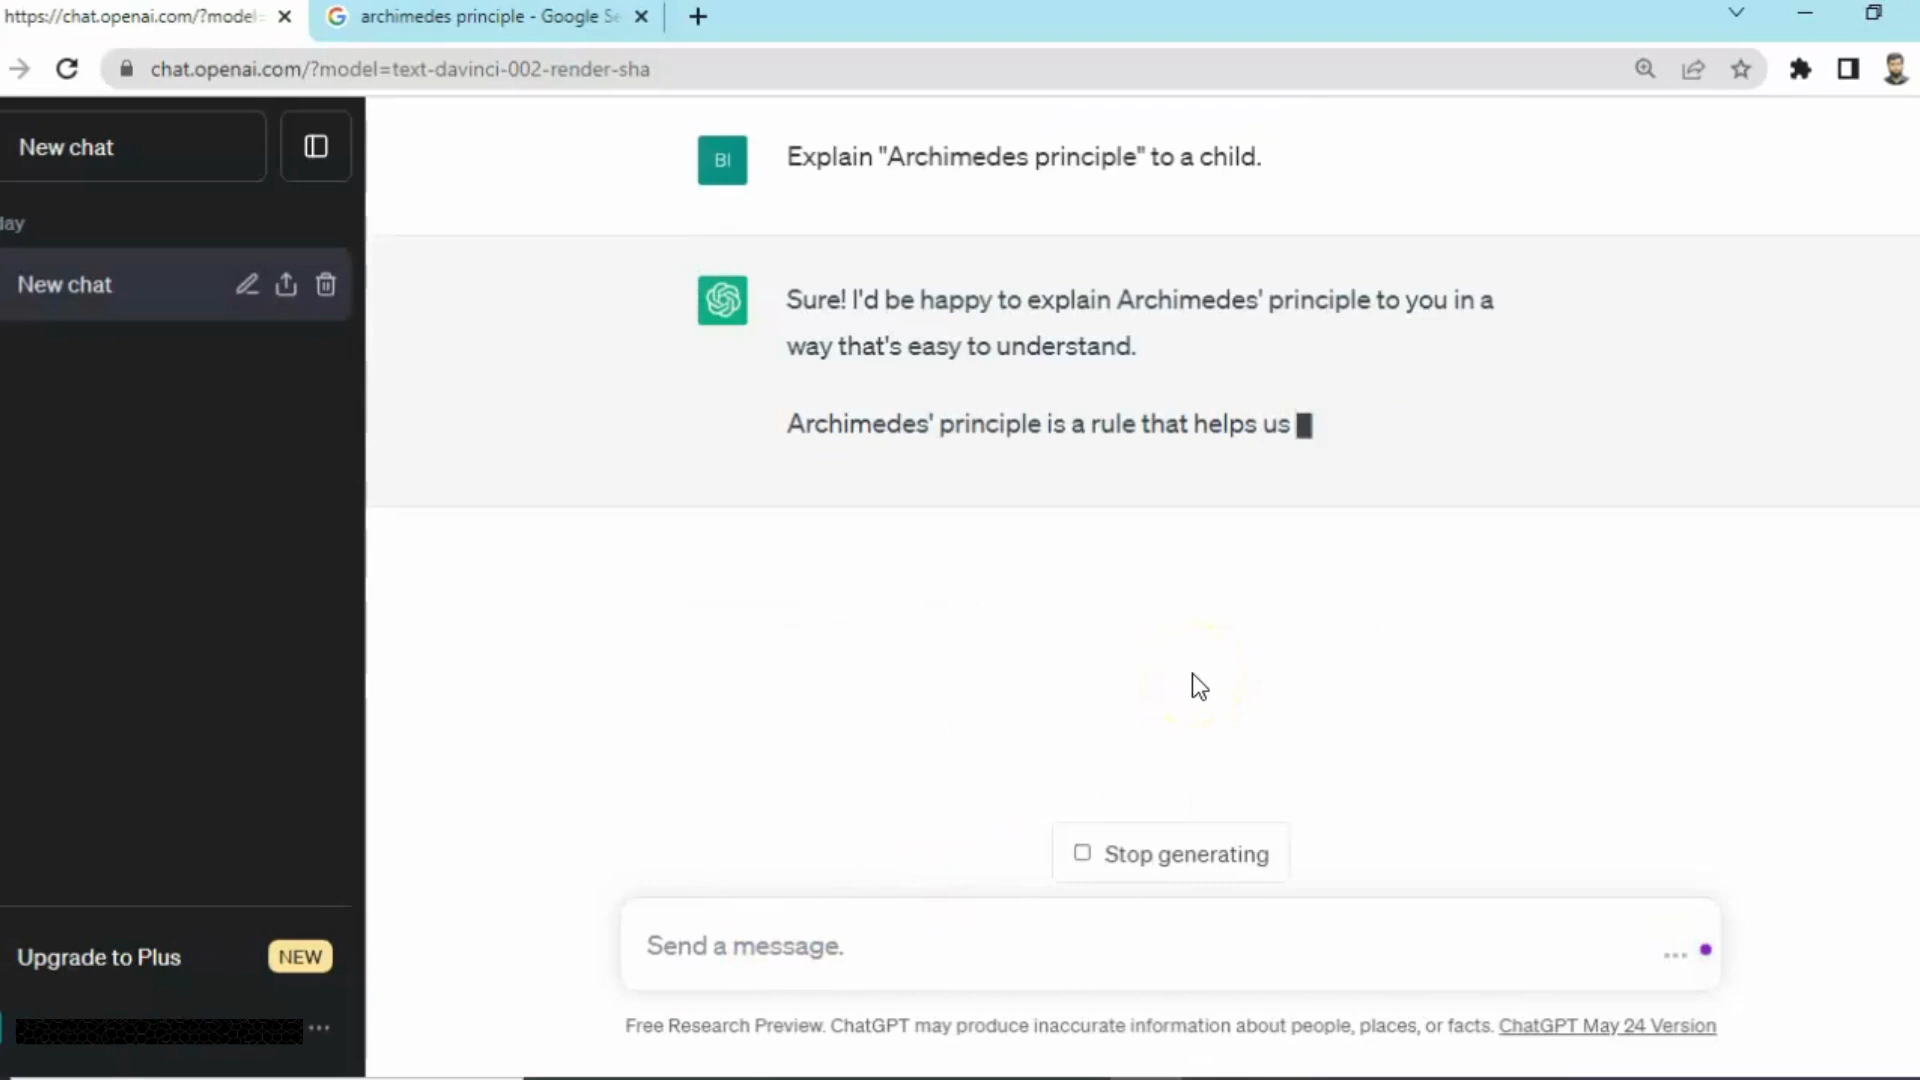 https://chat.openai.com/?model=
archimedes principle - Google Se
chat.openai.com/?model=text-davinci-002-render-sha
New chat
day
New chat
BI
Explain "Archimedes principle" to a child.
Sure! I'd be happy to explain Archimedes' principle to you in a
way that's easy to understand.
Archimedes' principle is a rule that helps us
Stop generating
Send a message.
Upgrade to Plus
NEW
Free Research Preview. ChatGPT may produce inaccurate information about people, places, or facts. ChatGPT May 24 Version